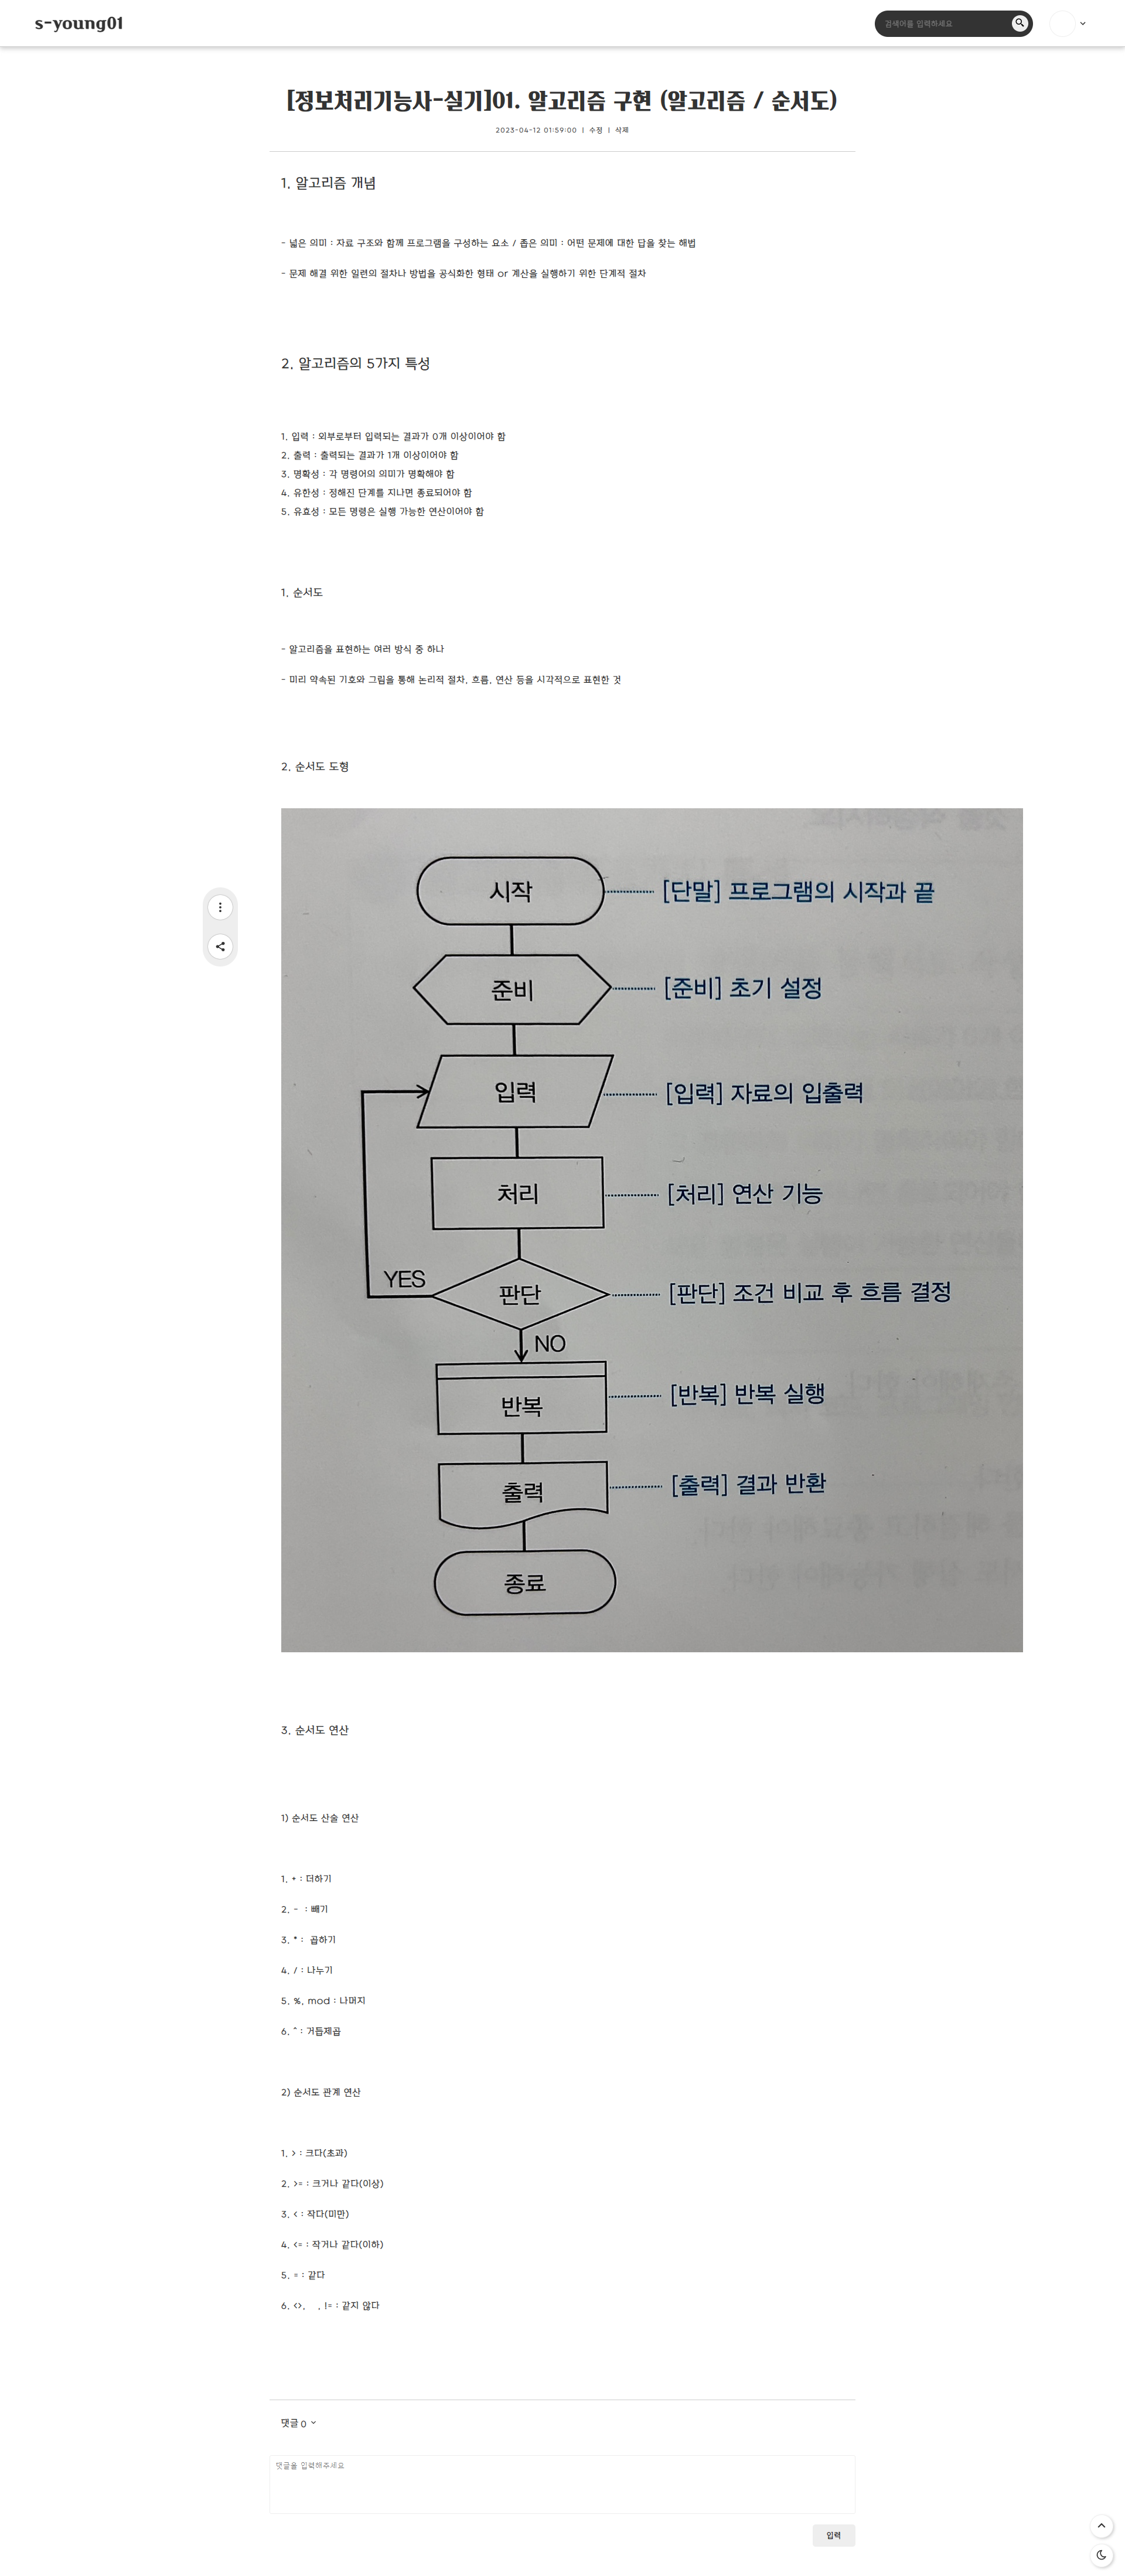 s-young01
검색어를 입력하세요
[정보처리기능사-실기]01. 알고리즘 구현 (알고리즘 / 순서도)
2023-04-12 01:59:00 | 수정 | 삭제
1. 알고리즘 개념
- 넓은 의미 : 자료 구조와 함께 프로그램을 구성하는 요소 / 좁은 의미 : 어떤 문제에 대한 답을 찾는 해법
- 문제 해결 위한 일련의 절차나 방법을 공식화한 형태 or 계산을 실행하기 위한 단계적 절차
2. 알고리즘의 5가지 특성
1. 입력 : 외부로부터 입력되는 결과가 0개 이상이어야 함
2. 출력 : 출력되는 결과가 1개 이상이어야 함
3. 명확성 : 각 명령어의 의미가 명확해야 함
4. 유한성 : 정해진 단계를 지나면 종료되어야 함
5. 유효성 : 모든 명령은 실행 가능한 연산이어야 함
1. 순서도
- 알고리즘을 표현하는 여러 방식 중 하나
- 미리 약속된 기호와 그림을 통해 논리적 절차, 흐름, 연산 등을 시각적으로 표현한 것
2. 순서도 도형
시작 [단말] 프로그램의 시작과 끝
준비 [준비] 초기 설정
입력 [입력] 자료의 입출력
처리 [처리] 연산 기능
YES 판단 [판단] 조건 비교 후 흐름 결정
NO
반복 [반복] 반복 실행
출력 [출력] 결과 반환
종료
3. 순서도 연산
1) 순서도 산술 연산
1. + : 더하기
2. - : 빼기
3. * : 곱하기
4. / : 나누기
5. %, mod : 나머지
6. ^ : 거듭제곱
2) 순서도 관계 연산
1. > : 크다(초과)
2. >= : 크거나 같다(이상)
3. < : 작다(미만)
4. <= : 작거나 같다(이하)
5. = : 같다
6. <>, , != : 같지 않다
댓글 0
댓글을 입력해주세요
입력